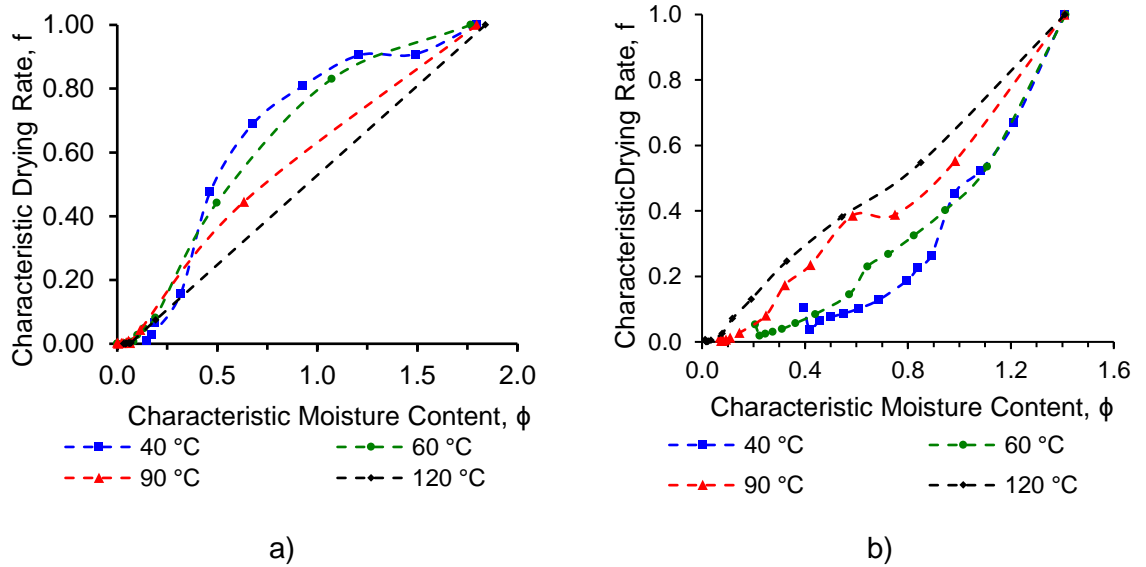 Characteristic Drying Rate, f
1.00
0.80
0.60
0.40
0.20
0.00
0.0
0.5
1.0
1.5
2.0
Characteristic Moisture Content, ϕ
40 °C
60 °C
90 °C
120 °C
a)
CharacteristicDrying Rate, f
1.0
0.8
0.6
0.4
0.2
0.0
0.0
0.4
0.8
1.2
1.6
Characteristic Moisture Content, ϕ
40 °C
60 °C
90 °C
120 °C
b)